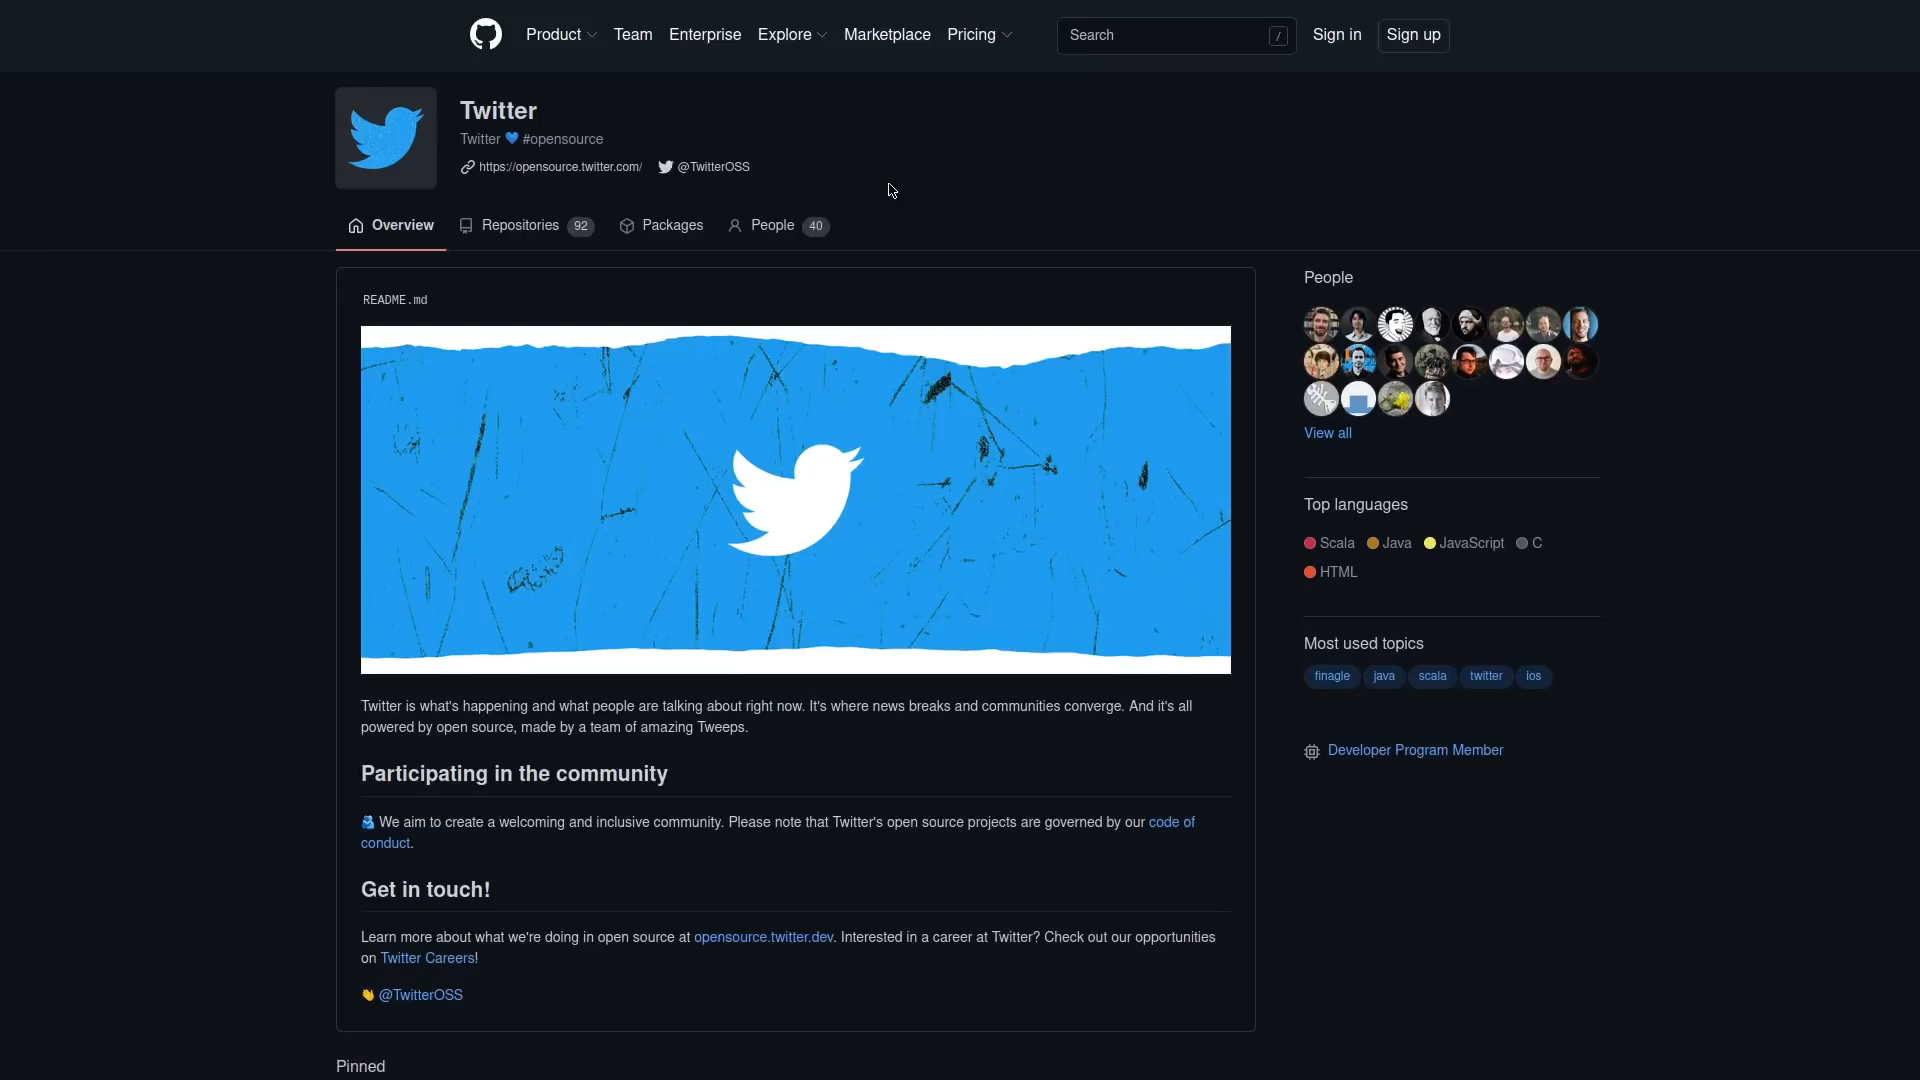 Product Team Enterprise Explore Marketplace Pricing Search / Sign in Sign up
Twitter
Twitter 💙 #opensource
https://opensource.twitter.com/ @TwitterOSS
Overview Repositories 92 Packages People 40
README.md
Twitter is what's happening and what people are talking about right now. It's where news breaks and communities converge. And it's all
powered by open source, made by a team of amazing Tweeps.
Participating in the community
🫂 We aim to create a welcoming and inclusive community. Please note that Twitter's open source projects are governed by our code of
conduct.
Get in touch!
Learn more about what we're doing in open source at opensource.twitter.dev. Interested in a career at Twitter? Check out our opportunities
on Twitter Careers!
👋 @TwitterOSS
Pinned
People
View all
Top languages
Scala Java JavaScript C
HTML
Most used topics
finagle java scala twitter ios
Developer Program Member